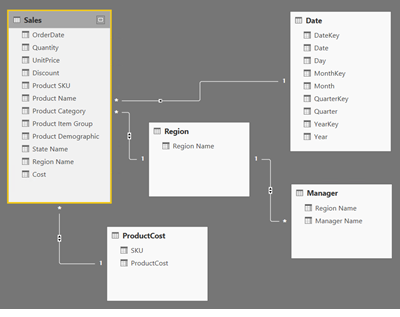 Sales
OrderDate
Quantity
UnitPrice
Discount
Product SKU
Product Name
Product Category
Product Item Group
Product Demographic
State Name
Region Name
Cost
Date
DateKey
Date
Day
MonthKey
Month
QuarterKey
Quarter
YearKey
Year
Region
Region Name
Manager
Region Name
Manager Name
ProductCost
SKU
ProductCost
*
1
*
1
1
*
*
1